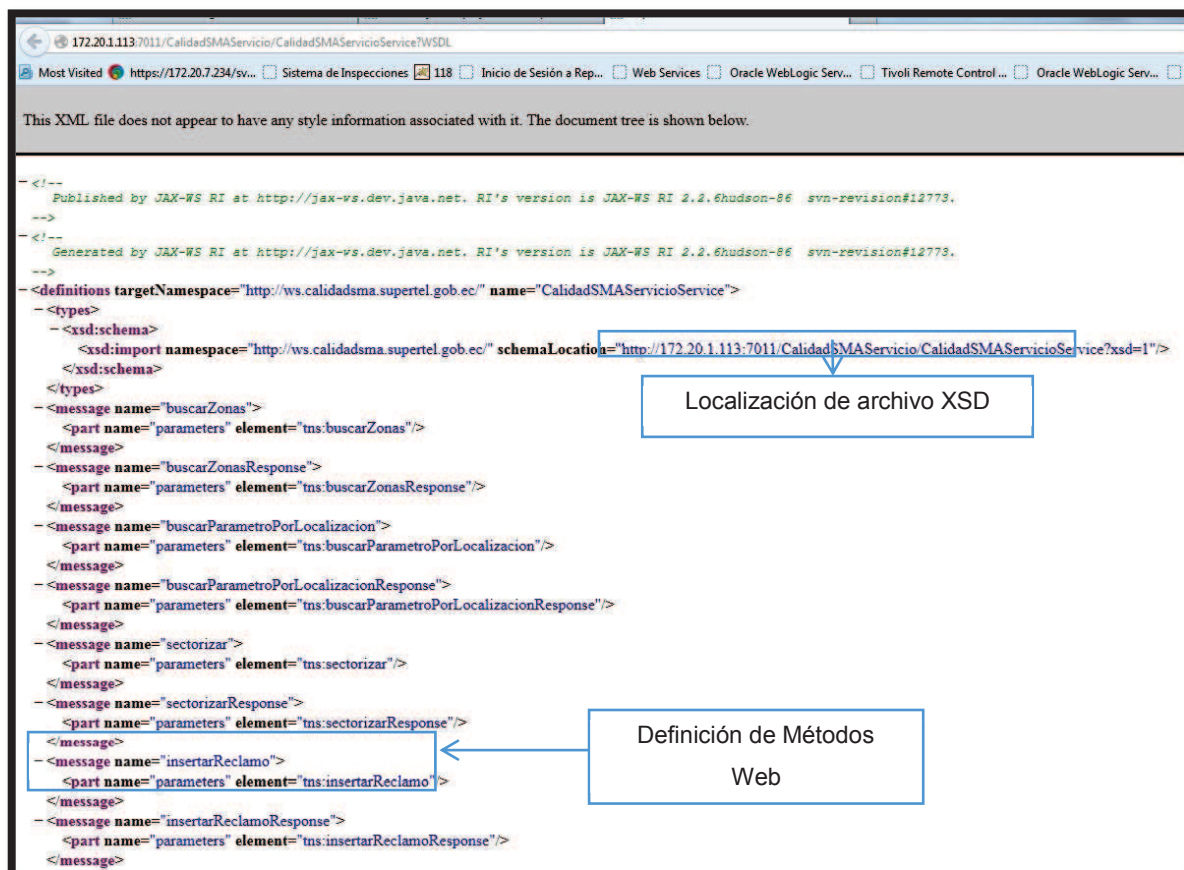 172.20.1.113:7011/CalidadSMAServicio/CalidadSMAServicioService?WSDL
Most Visited https://172.20.7.234/sv... Sistema de Inspecciones 118 Inicio de Sesión a Rep... Web Services Oracle WebLogic Serv... Tivoli Remote Control ... Oracle WebLogic Serv...
This XML file does not appear to have any style information associated with it. The document tree is shown below.
- <!--
Published by JAX-WS RI at http://jax-ws.dev.java.net. RI's version is JAX-WS RI 2.2.6hudson-86 svn-revision#12773.
-->
- <!--
Generated by JAX-WS RI at http://jax-ws.dev.java.net. RI's version is JAX-WS RI 2.2.6hudson-86 svn-revision#12773.
-->
- <definitions targetNamespace="http://ws.calidadsma.supertel.gob.ec/" name="CalidadSMAServicioService">
- <types>
- <xsd:schema>
<xsd:import namespace="http://ws.calidadsma.supertel.gob.ec/" schemaLocation="http://172.20.1.113:7011/CalidadSMAServicio/CalidadSMAServicioService?xsd=1"/>
</xsd:schema>
</types>
Localización de archivo XSD
- <message name="buscarZonas">
<part name="parameters" element="tns:buscarZonas"/>
</message>
- <message name="buscarZonasResponse">
<part name="parameters" element="tns:buscarZonasResponse"/>
</message>
- <message name="buscarParametroPorLocalizacion">
<part name="parameters" element="tns:buscarParametroPorLocalizacion"/>
</message>
- <message name="buscarParametroPorLocalizacionResponse">
<part name="parameters" element="tns:buscarParametroPorLocalizacionResponse"/>
</message>
- <message name="sectorizar">
<part name="parameters" element="tns:sectorizar"/>
</message>
- <message name="sectorizarResponse">
<part name="parameters" element="tns:sectorizarResponse"/>
</message>
- <message name="insertarReclamo">
<part name="parameters" element="tns:insertarReclamo"/>
</message>
Definición de Métodos
Web
- <message name="insertarReclamoResponse">
<part name="parameters" element="tns:insertarReclamoResponse"/>
</message>